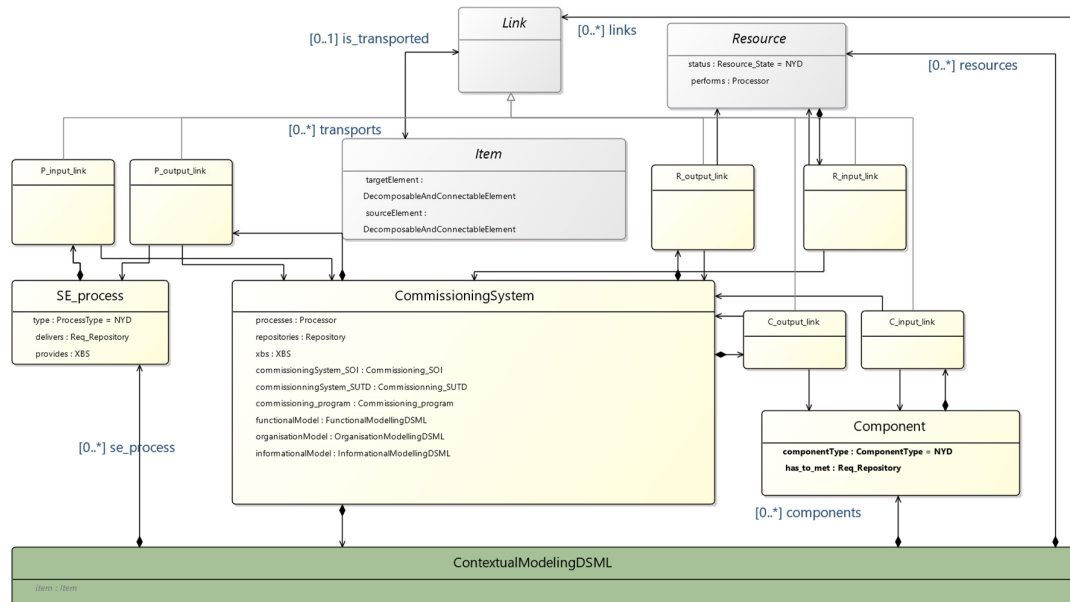 Link
[0..*] links
[0..1] is_transported
Resource
status : Resource_State = NYD
performs : Processor
[0..*] resources
[0..*] transports
Item
targetElement :
DecomposableAndConnectableElement
sourceElement :
DecomposableAndConnectableElement
P_input_link
P_output_link
R_output_link
R_input_link
SE_process
type : ProcessType = NYD
delivers : Req_Repository
provides : XBS
CommissioningSystem
processes : Processor
repositories : Repository
xbs : XBS
commissioningSystem_SOI : Commissioning_SOI
commissionningSystem_SUTD : Commissionning_SUTD
commissioning_program : Commissioning_program
functionalModel : FunctionalModellingDSML
organisationModel : OrganisationModellingDSML
informationalModel : InformationalModellingDSML
C_output_link
C_input_link
Component
componentType : ComponentType = NYD
has_to_met : Req_Repository
[0..*] se_process
[0..*] components
ContextualModelingDSML
item : Item